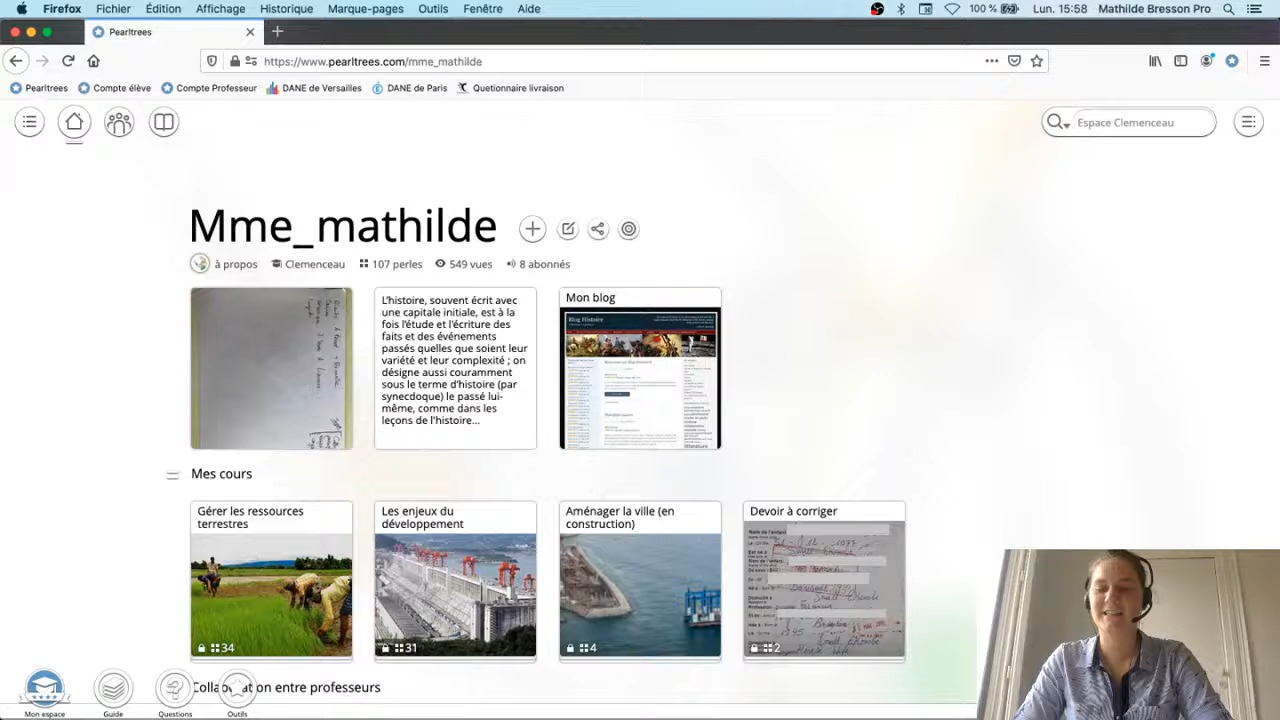 Firefox Fichier Édition Affichage Historique Marque-pages Outils Fenêtre Aide 100 % Lun. 15:58 Mathilde Bresson Pro
Pearltrees
https://www.pearltrees.com/mme_mathilde
Pearltrees Compte élève Compte Professeur DANE de Versailles DANE de Paris Quetionnaire livraison
Espace Clemenceau
Mme_mathilde
à propos Clemenceau 107 perles 549 vues 8 abonnés
L'histoire, souvent écrit avec
une capitale initiale, est à la
fois l'étude et l'écriture des
faits et des événements
passés quelles que soient leur
variété et leur complexité ; on
désigne aussi couramment
sous le terme d'histoire (par
synecdoque) le passé lui-
même, comme dans les
leçons de l'histoire...
Mon blog
Blog Histoire
Mes cours
Gérer les ressources
terrestres
34
Les enjeux du
développement
31
Aménager la ville (en
construction)
4
Devoir à corriger
2
Collaboration entre professeurs
Mon espace Guide Questions Outils